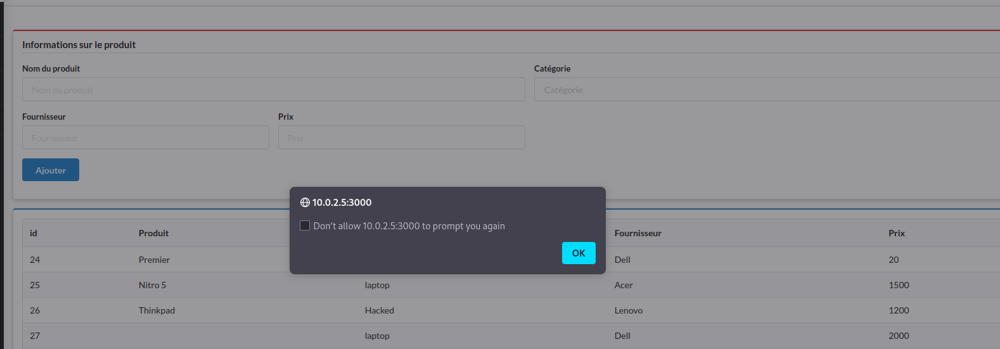 Informations sur le produit
Nom du produit Catégorie
Nom du produit Catégorie
Fournisseur Prix
Fournisseur Prix
Ajouter
10.0.2.5:3000
Don’t allow 10.0.2.5:3000 to prompt you again
OK
id Produit Fournisseur Prix
24 Premier Dell 20
25 Nitro 5 laptop Acer 1500
26 Thinkpad Hacked Lenovo 1200
27 laptop Dell 2000